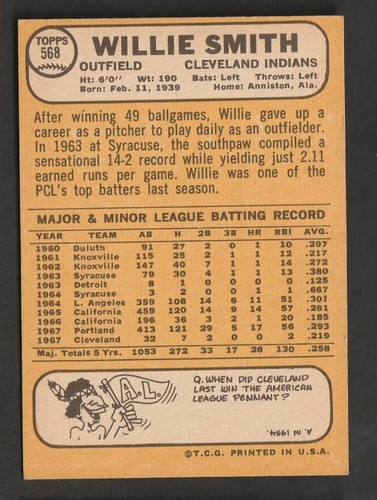 TOPPS
568
WILLIE SMITH
OUTFIELD CLEVELAND INDIANS
Ht: 6'0" Wt: 190 Bats: Left Throws: Left
Born: Feb. 11, 1939 Home: Anniston, Ala.
After winning 49 ballgames, Willie gave up a
career as a pitcher to play daily as an outfielder.
In 1963 at Syracuse, the southpaw compiled a
sensational 14-2 record while yielding just 2.11
earned runs per game. Willie was one of the
PCL's top batters last season.
MAJOR & MINOR LEAGUE BATTING RECORD
YEAR TEAM AB H 2B 3B HR RBI AVG.
1960 Duluth 91 27 2 0 1 10 .297
1961 Knoxville 115 25 2 1 1 12 .217
1962 Knoxville 147 40 7 1 1 14 .272
1963 Syracuse 79 30 4 1 1 13 .380
1963 Detroit 8 1 0 0 0 0 .125
1964 Syracuse 3 2 0 0 0 1 .667
1964 L. Angeles 359 108 14 6 11 51 .301
1965 California 459 120 14 9 14 57 .261
1966 California 196 36 3 2 1 20 .185
1967 Portland 413 121 29 5 17 56 .293
1967 Cleveland 32 7 2 0 0 2 .219
Maj. Totals 5 Yrs. 1053 272 33 17 26 130 .258
A.L.
Q. WHEN DID CLEVELAND
LAST WIN THE AMERICAN
LEAGUE PENNANT?
A. IN 1954.
©T.C.G. PRINTED IN U.S.A.